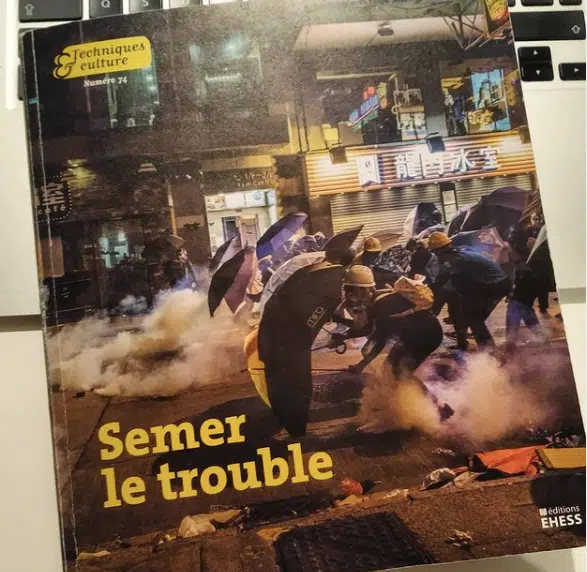 Techniques
& culture
Numéro 74
龍門冰室
Semer
le trouble
éditions
EHESS